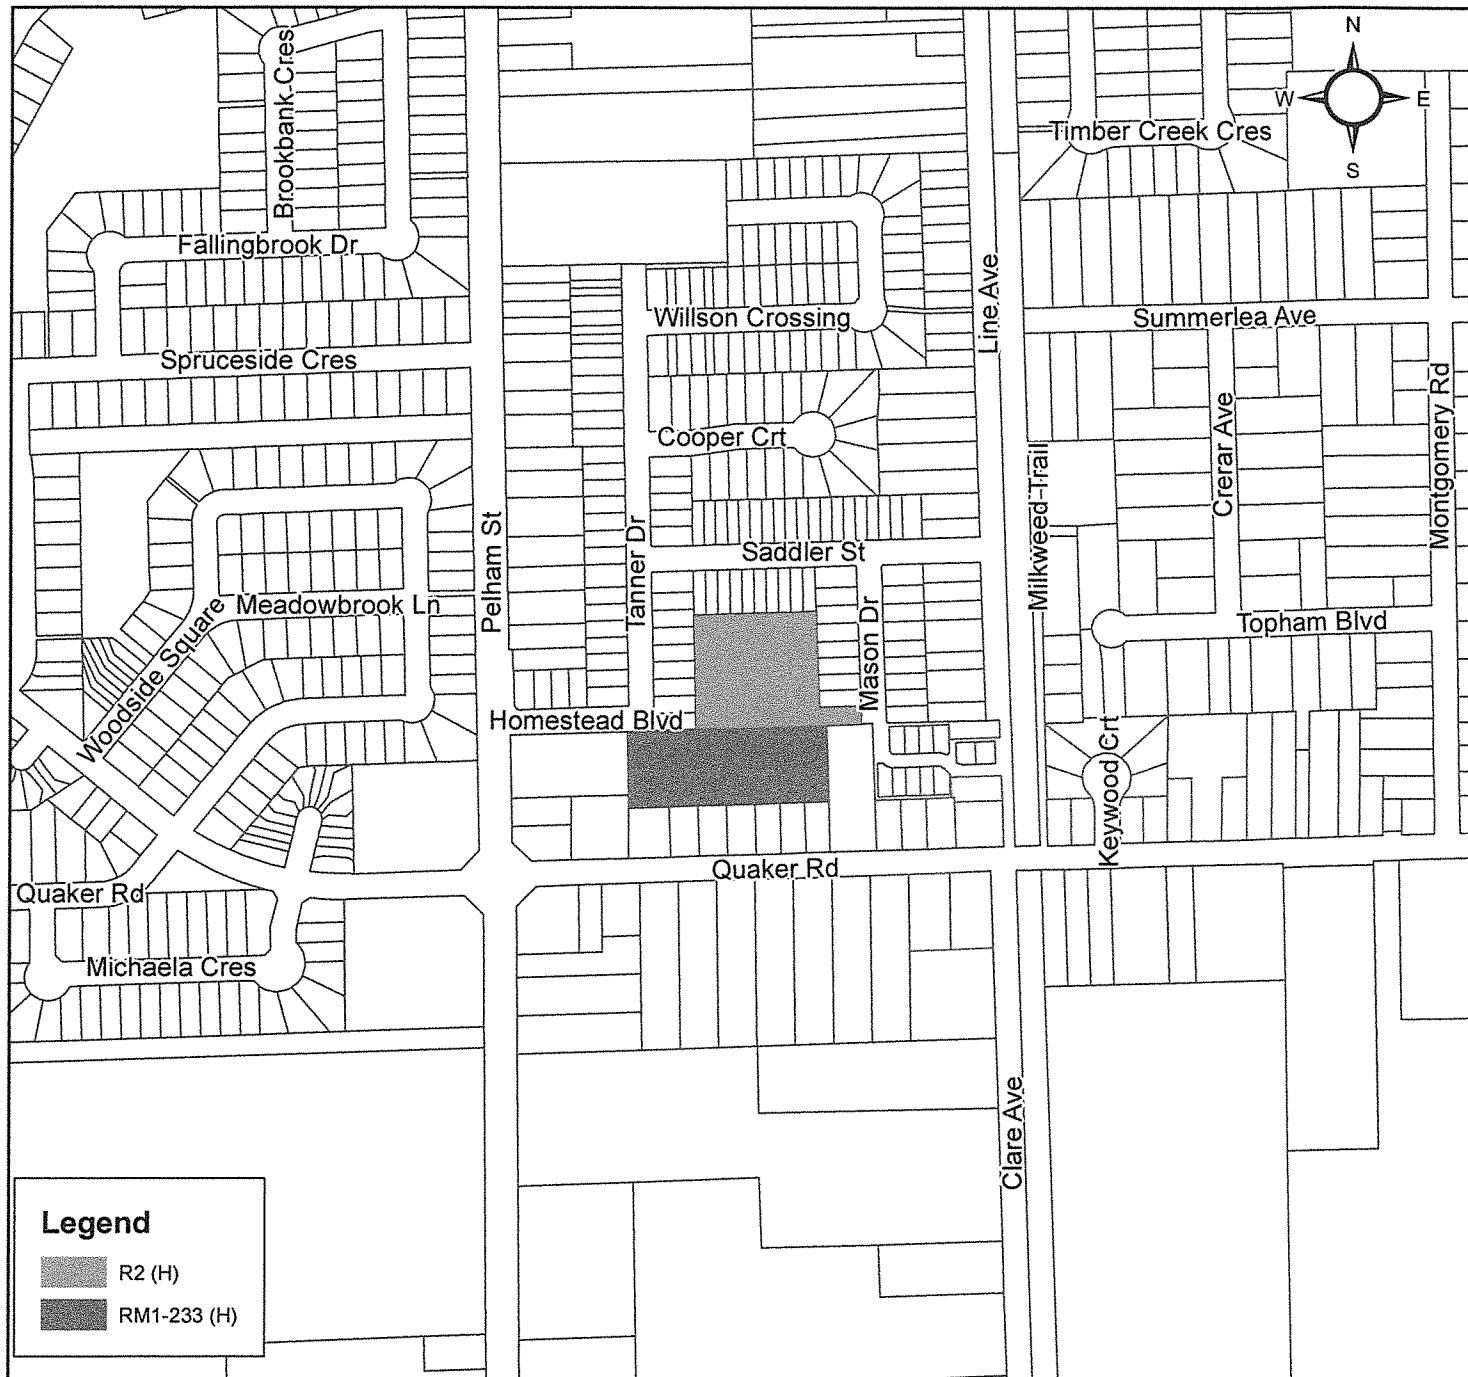 N
W
E
S
Brookbank Cres
Timber Creek Cres
Fallingbrook Dr
Line Ave
Willson Crossing
Summerlea Ave
Spruceside Cres
Cooper Crt
Crerar Ave
Montgomery Rd
Milkweed Trail
Pelham St
Tanner Dr
Saddler St
Meadowbrook Ln
Woodside Square
Mason Dr
Topham Blvd
Homestead Blvd
Keywood Crt
Quaker Rd
Quaker Rd
Michaela Cres
Clare Ave
Legend
R2 (H)
RM1-233 (H)